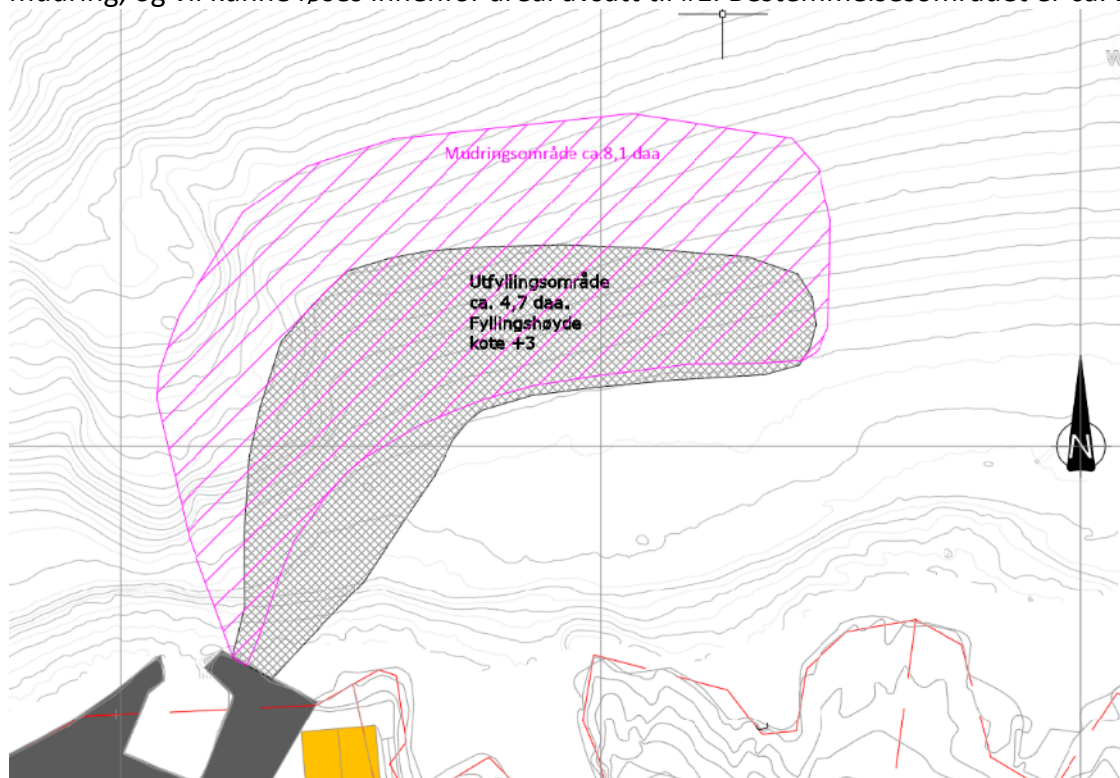 Mudringsområde ca.8,1 daa
Utfyllingsområde
ca. 4,7 daa.
Fyllingshøyde
kote +3
N